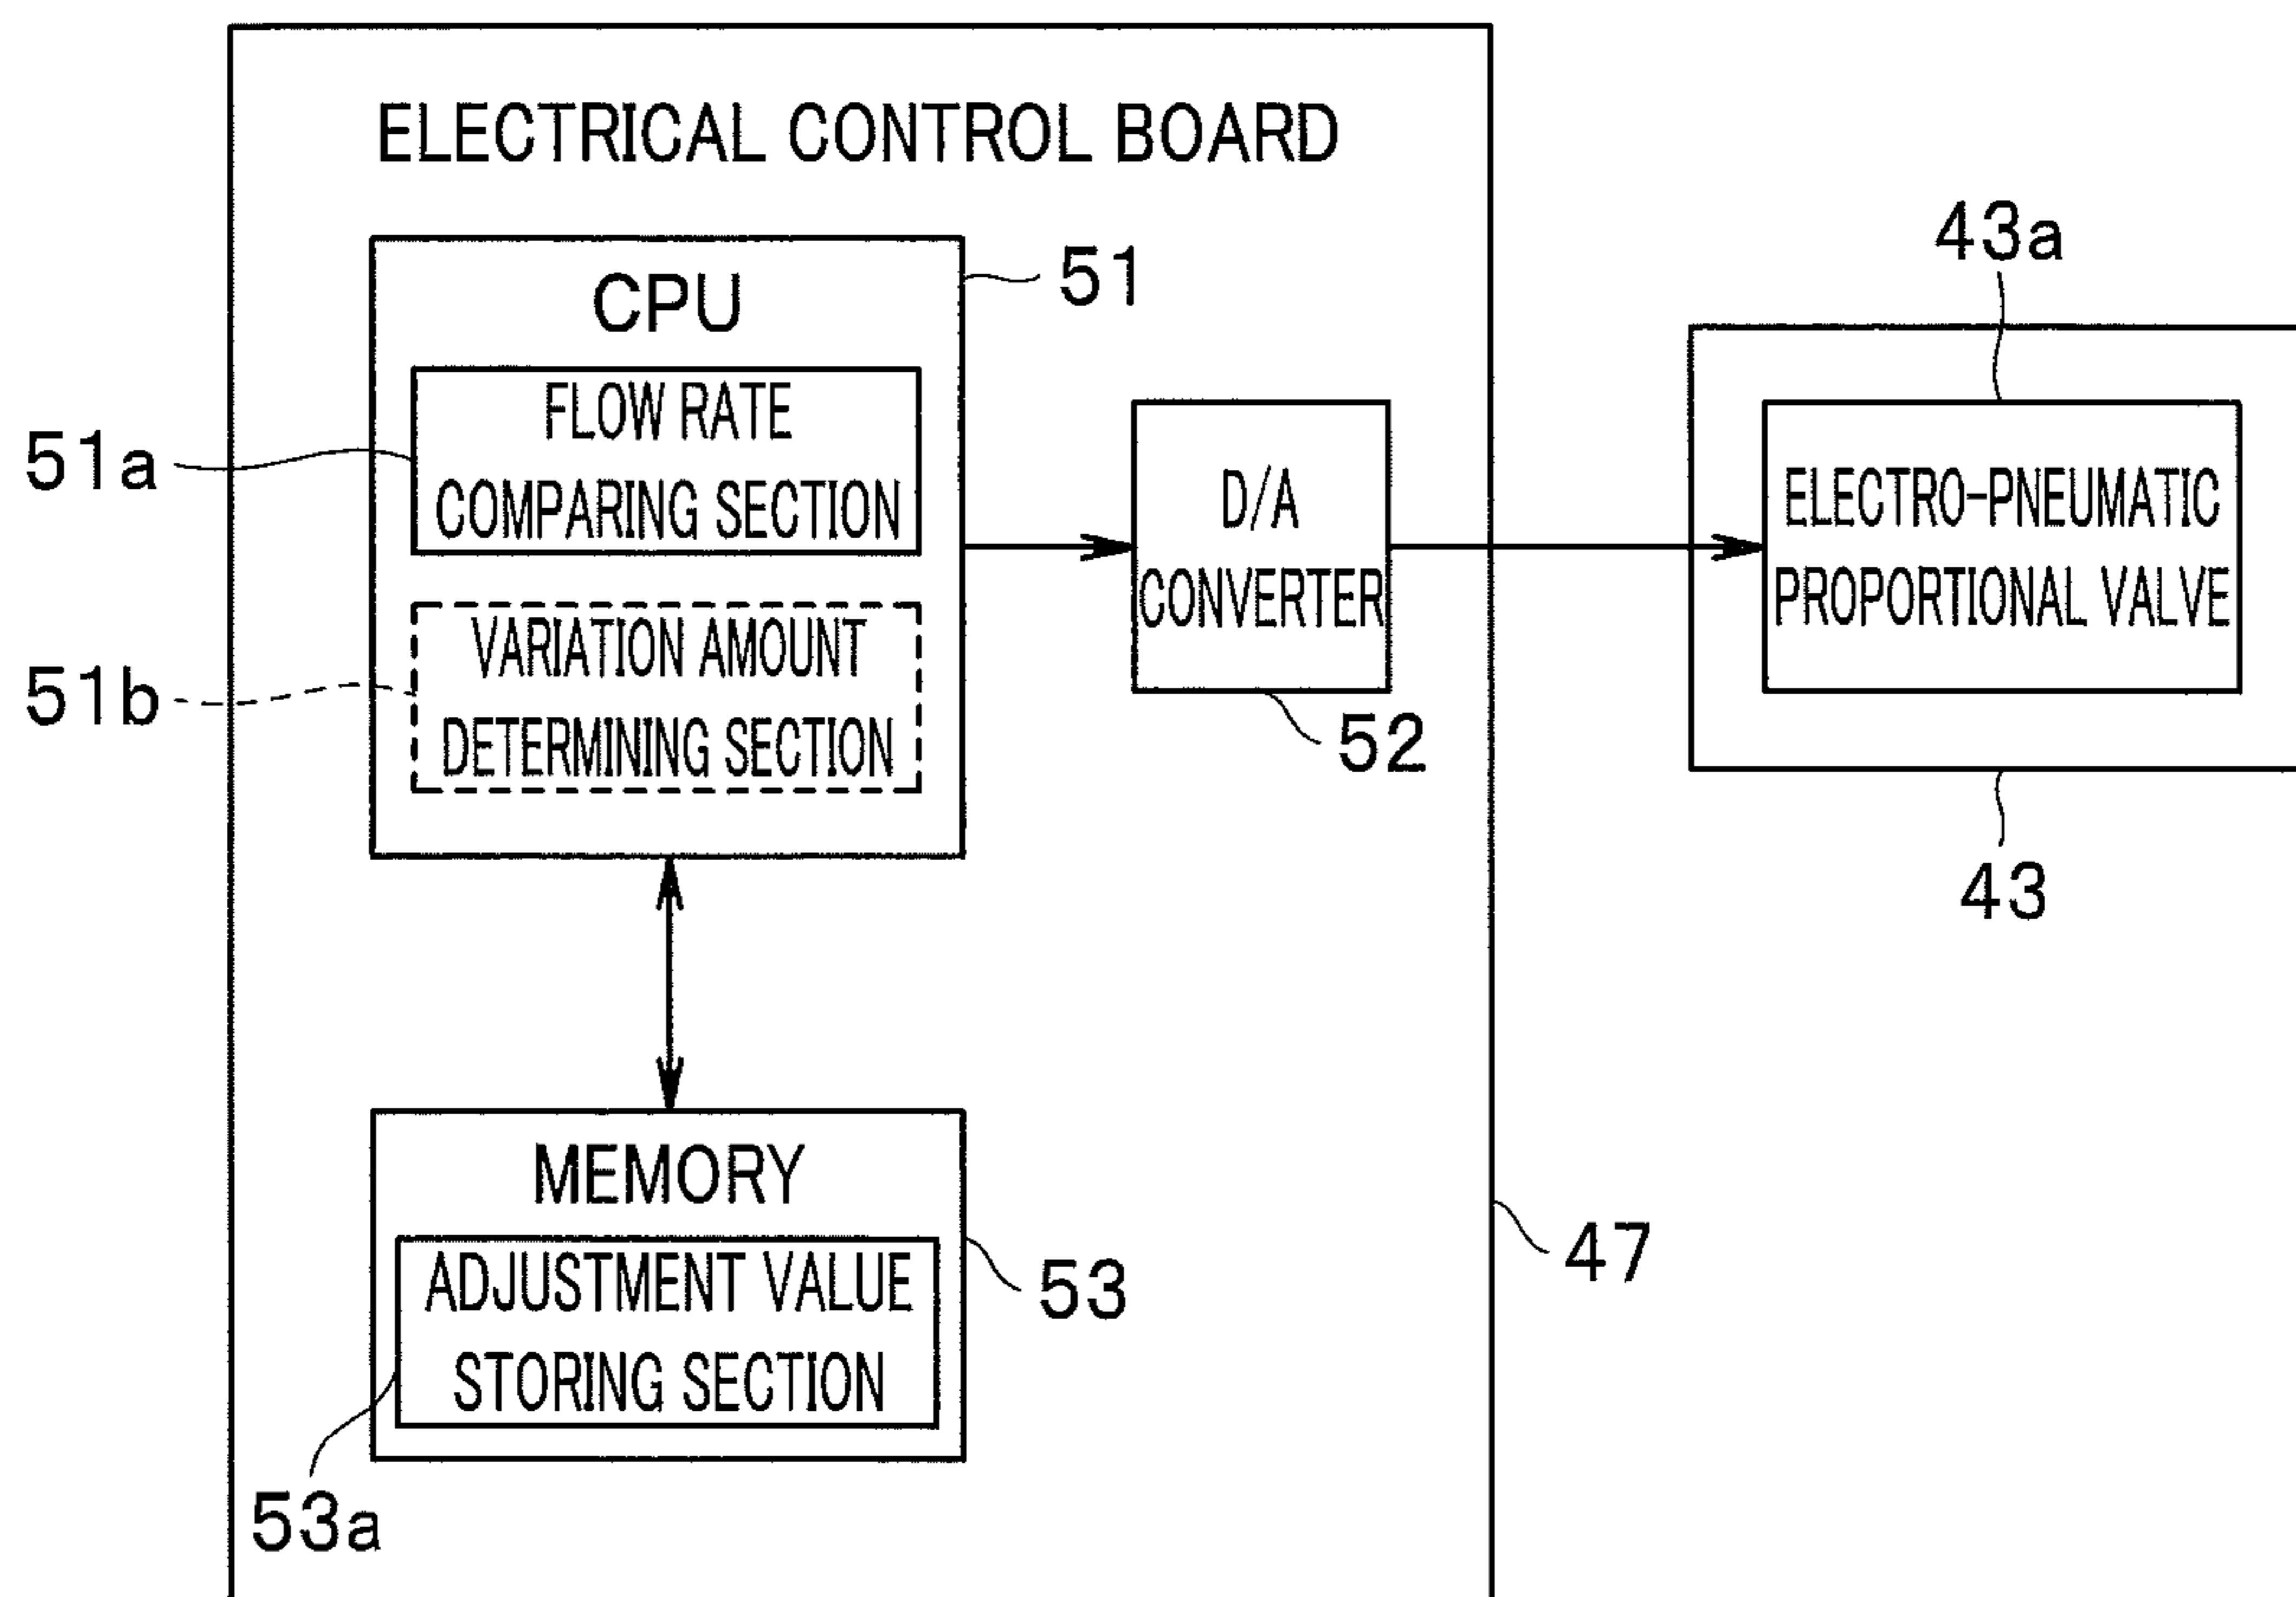 ELECTRICAL CONTROL BOARD
CPU
51
FLOW RATE
COMPARING SECTION
51a
VARIATION AMOUNT
DETERMINING SECTION
51b
D/A
CONVERTER
52
43a
ELECTRO-PNEUMATIC
PROPORTIONAL VALVE
43
MEMORY
ADJUSTMENT VALUE
STORING SECTION
53
53a
47